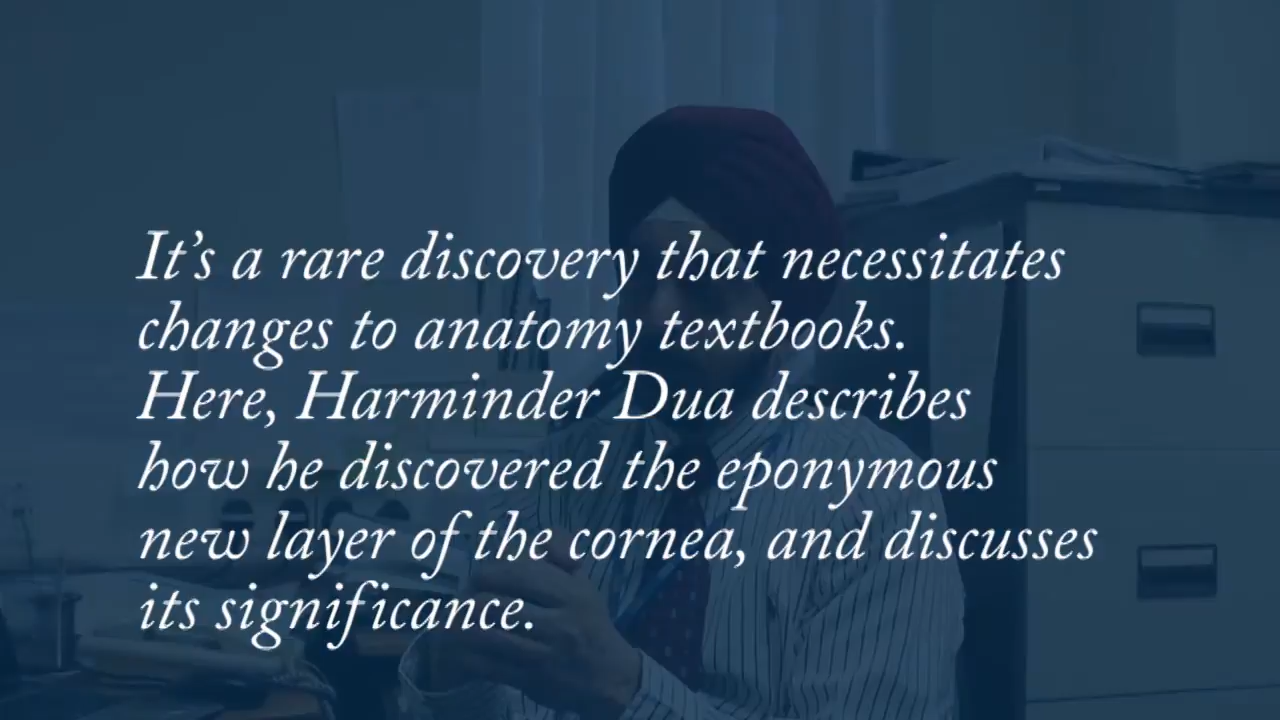 It’s a rare discovery that necessitates
changes to anatomy textbooks.
Here, Harminder Dua describes
how he discovered the eponymous
new layer of the cornea, and discusses
its significance.